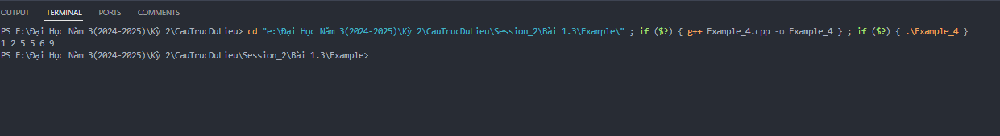 OUTPUT TERMINAL PORTS COMMENTS
PS E:\Đại Học Năm 3(2024-2025)\Kỳ 2\CauTrucDuLieu> cd "e:\Đại Học Năm 3(2024-2025)\Kỳ 2\CauTrucDuLieu\Session_2\Bài 1.3\Example\" ; if ($?) { g++ Example_4.cpp -o Example_4 } ; if ($?) { .\Example_4 }
1 2 5 5 6 9
PS E:\Đại Học Năm 3(2024-2025)\Kỳ 2\CauTrucDuLieu\Session_2\Bài 1.3\Example>